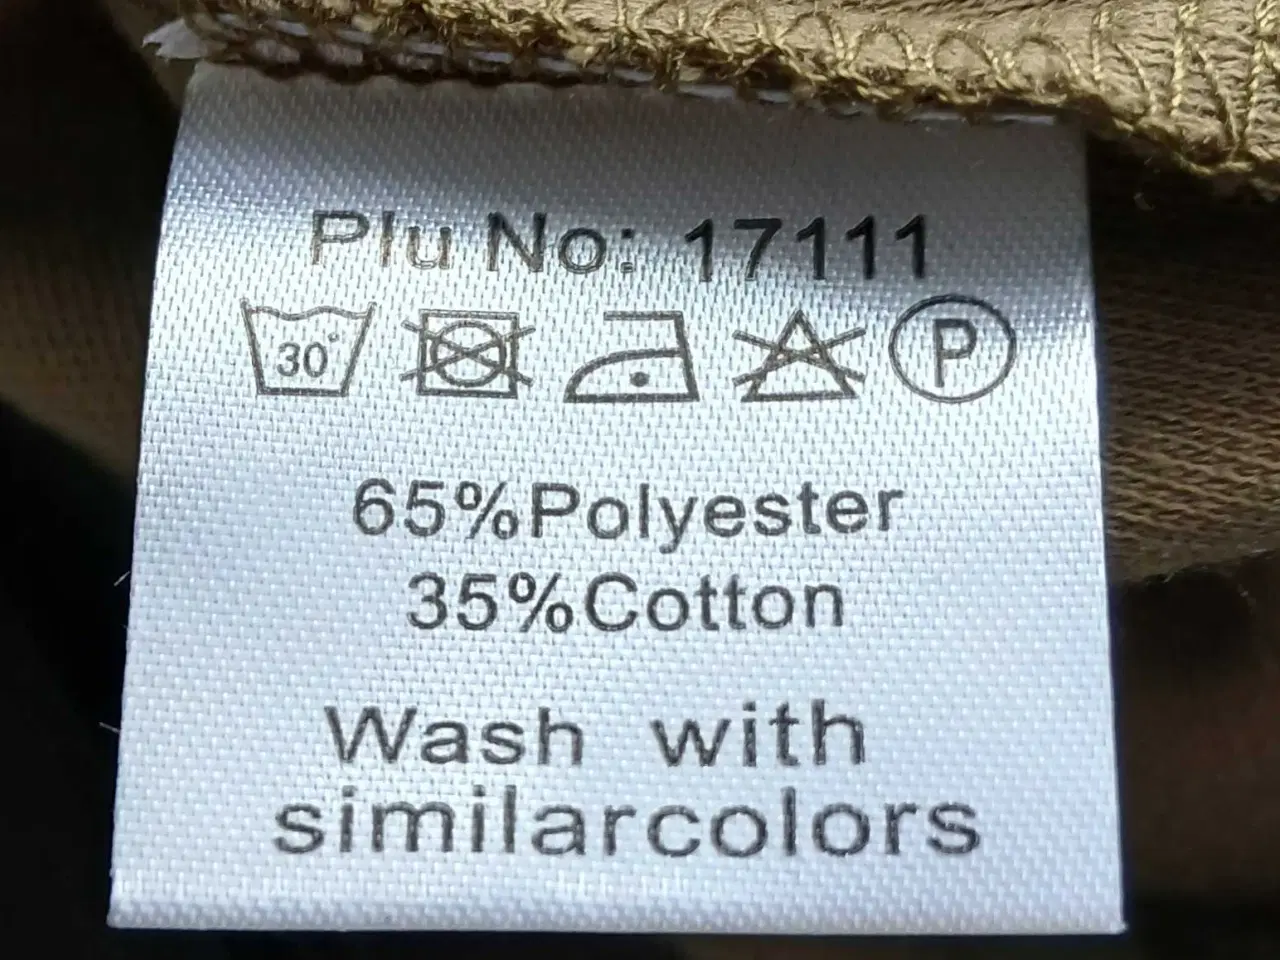 Plu No: 17111
30° P
65%Polyester
35%Cotton
Wash with
similarcolors